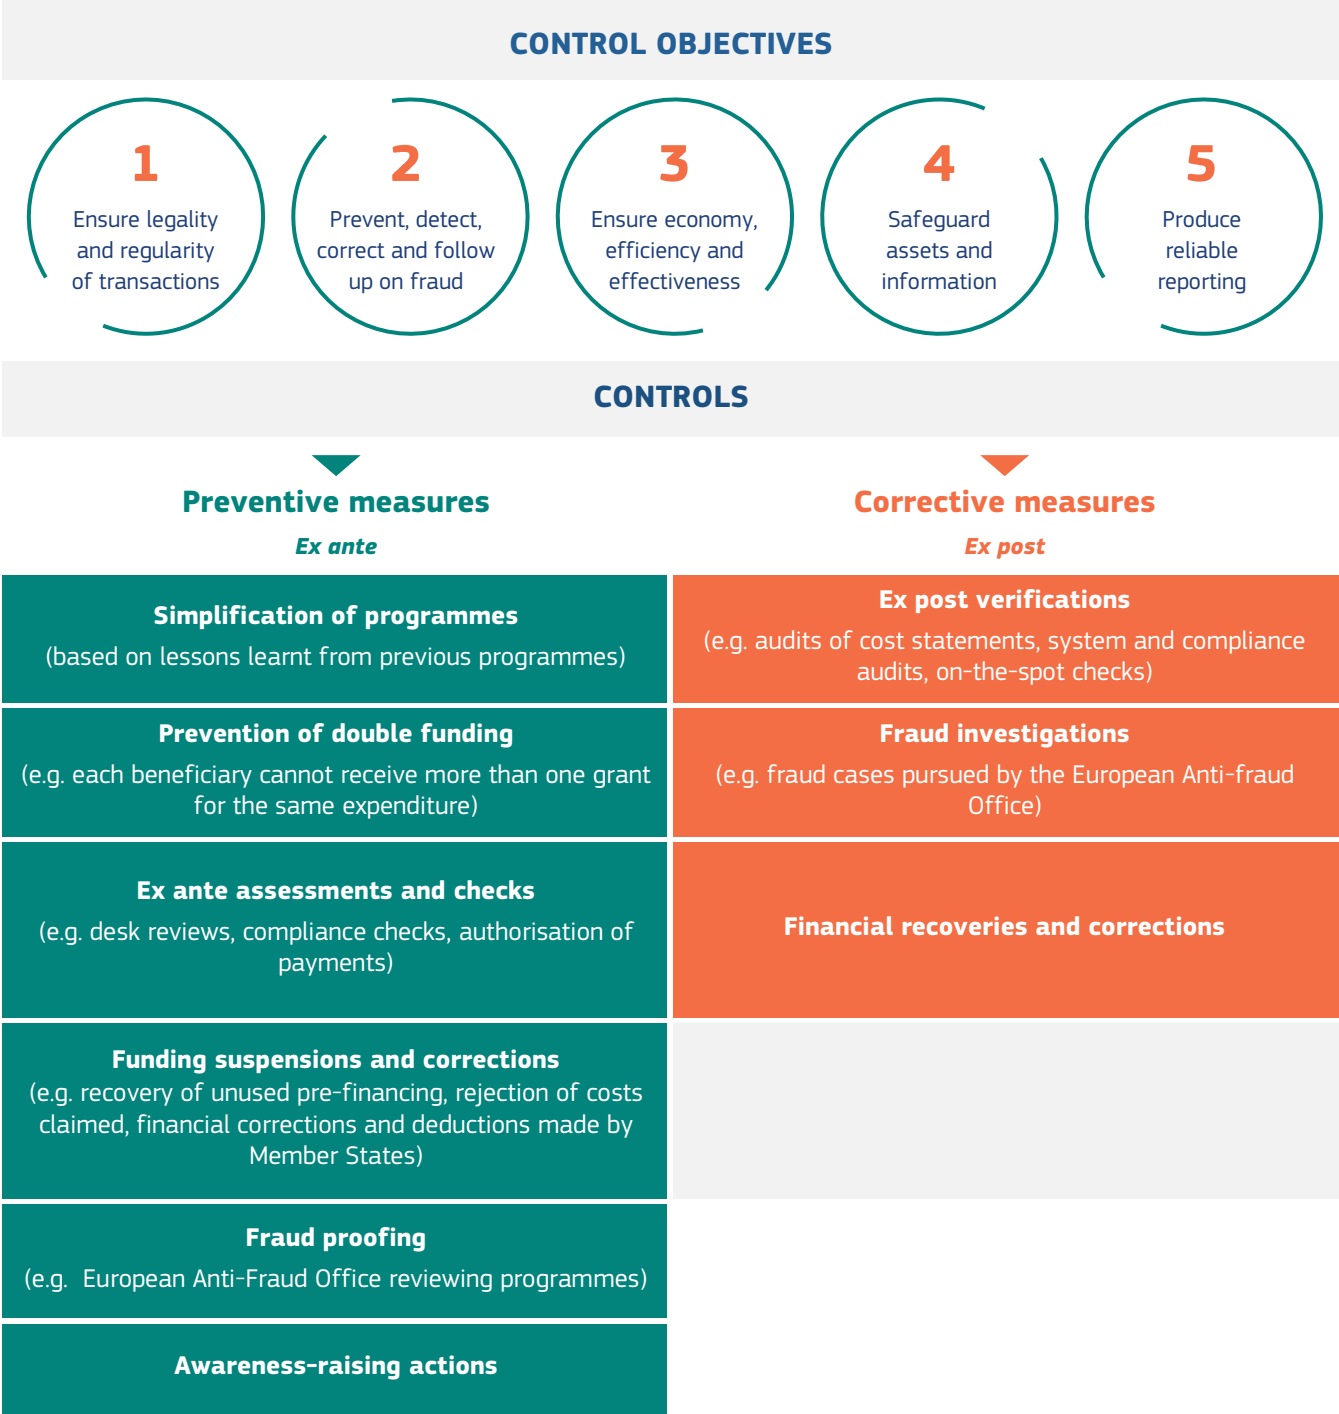 CONTROL OBJECTIVES
1
Ensure legality
and regularity
of transactions
2
Prevent, detect,
correct and follow
up on fraud
3
Ensure economy,
efficiency and
effectiveness
4
Safeguard
assets and
information
5
Produce
reliable
reporting
CONTROLS
Preventive measures
Ex ante
Simplification of programmes
(based on lessons learnt from previous programmes)
Prevention of double funding
(e.g. each beneficiary cannot receive more than one grant
for the same expenditure)
Ex ante assessments and checks
(e.g. desk reviews, compliance checks, authorisation of
payments)
Funding suspensions and corrections
(e.g. recovery of unused pre-financing, rejection of costs
claimed, financial corrections and deductions made by
Member States)
Fraud proofing
(e.g. European Anti-Fraud Office reviewing programmes)
Awareness-raising actions
Corrective measures
Ex post
Ex post verifications
(e.g. audits of cost statements, system and compliance
audits, on-the-spot checks)
Fraud investigations
(e.g. fraud cases pursued by the European Anti-fraud
Office)
Financial recoveries and corrections